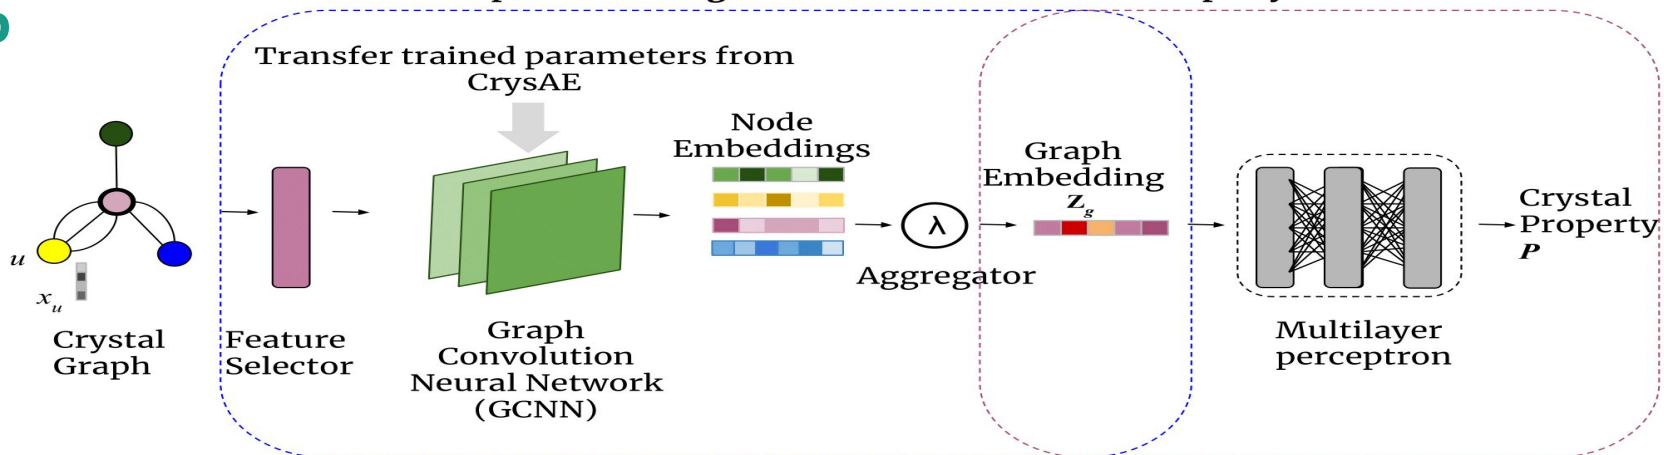 Transfer trained parameters from
CrysAE
Node
Embeddings
Graph
Embedding
Z_g
Crystal
Property
P
u
x_u
λ
Aggregator
Crystal
Graph
Feature
Selector
Graph
Convolution
Neural Network
(GCNN)
Multilayer
perceptron